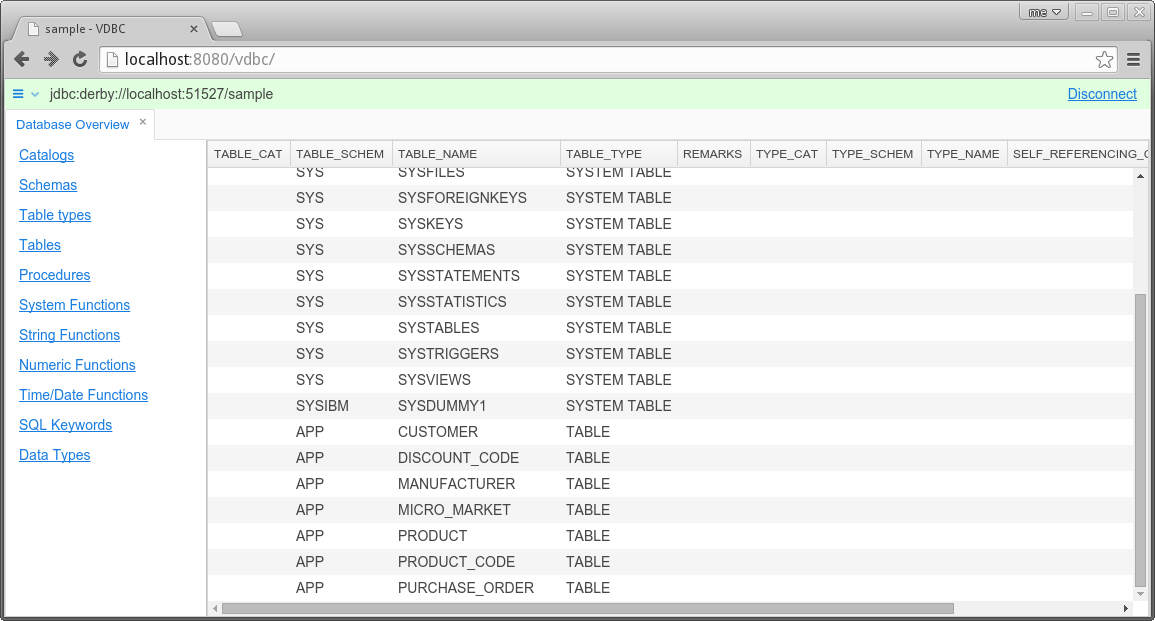 me
sample - VDBC
localhost:8080/vdbc/
jdbc:derby://localhost:51527/sample
Disconnect
Database Overview
Catalogs
Schemas
Table types
Tables
Procedures
System Functions
String Functions
Numeric Functions
Time/Date Functions
SQL Keywords
Data Types
TABLE_CAT TABLE_SCHEM TABLE_NAME TABLE_TYPE REMARKS TYPE_CAT TYPE_SCHEM TYPE_NAME SELF_REFERENCING_C
SYS SYSFILES SYSTEM TABLE
SYS SYSFOREIGNKEYS SYSTEM TABLE
SYS SYSKEYS SYSTEM TABLE
SYS SYSSCHEMAS SYSTEM TABLE
SYS SYSSTATEMENTS SYSTEM TABLE
SYS SYSSTATISTICS SYSTEM TABLE
SYS SYSTABLES SYSTEM TABLE
SYS SYSTRIGGERS SYSTEM TABLE
SYS SYSVIEWS SYSTEM TABLE
SYSIBM SYSDUMMY1 SYSTEM TABLE
APP CUSTOMER TABLE
APP DISCOUNT_CODE TABLE
APP MANUFACTURER TABLE
APP MICRO_MARKET TABLE
APP PRODUCT TABLE
APP PRODUCT_CODE TABLE
APP PURCHASE_ORDER TABLE